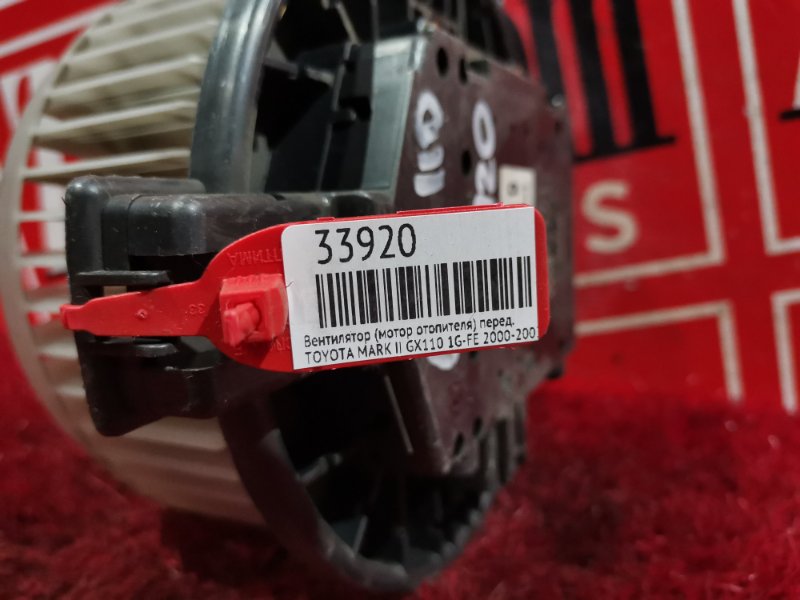 33920
Вентилятор (мотор отопителя) перед.
TOYOTA MARK II GX110 1G-FE 2000-200
S